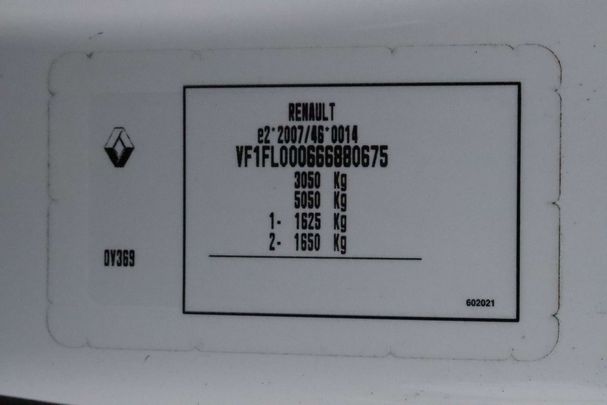 RENAULT
e2*2007/46*0014
VF1FL000666880675
3050 Kg
5050 Kg
1- 1625 Kg
2- 1650 Kg
DV369
602021